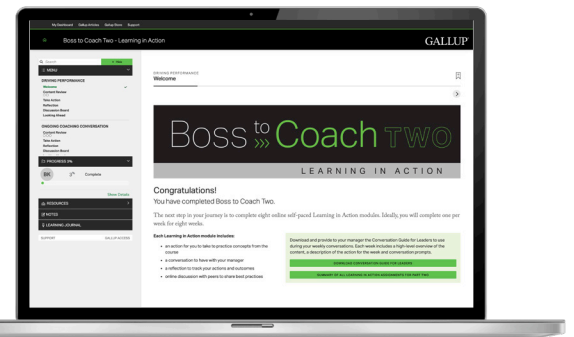 My Dashboard Gallup Articles Gallup Store Support
Boss to Coach Two - Learning in Action
GALLUP
Search
MENU
DRIVING PERFORMANCE
Welcome
Content Review
Take Action
Reflection
Discussion Board
Looking Ahead
ONGOING COACHING CONVERSATION
Content Review
Take Action
Reflection
Discussion Board
PROGRESS 3%
BK 3% Complete
Show Details
RESOURCES
NOTES
LEARNING JOURNAL
SUPPORT GALLUP ACCESS
DRIVING PERFORMANCE
Welcome
Boss to Coach TWO
LEARNING IN ACTION
Congratulations!
You have completed Boss to Coach Two.
The next step in your journey is to complete eight online self-paced Learning in Action modules. Ideally, you will complete one per
week for eight weeks.
Each Learning in Action module includes:
• an action for you to take to practice concepts from the
course
• a conversation to have with your manager
• a reflection to track your actions and outcomes
• online discussion with peers to share best practices
Download and provide to your manager the Conversation Guide for Leaders to use
during your weekly conversations. Each week includes a high-level overview of the
content, a description of the action for the week and conversation prompts.
DOWNLOAD CONVERSATION GUIDE FOR LEADERS
SUMMARY OF ALL LEARNING IN ACTION ASSIGNMENTS FOR PART TWO